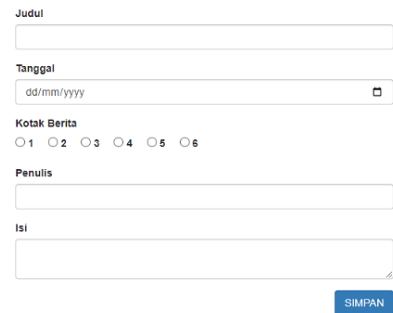 Judul
Tanggal
dd/mm/yyyy
Kotak Berita
1 2 3 4 5 6
Penulis
Isi
SIMPAN